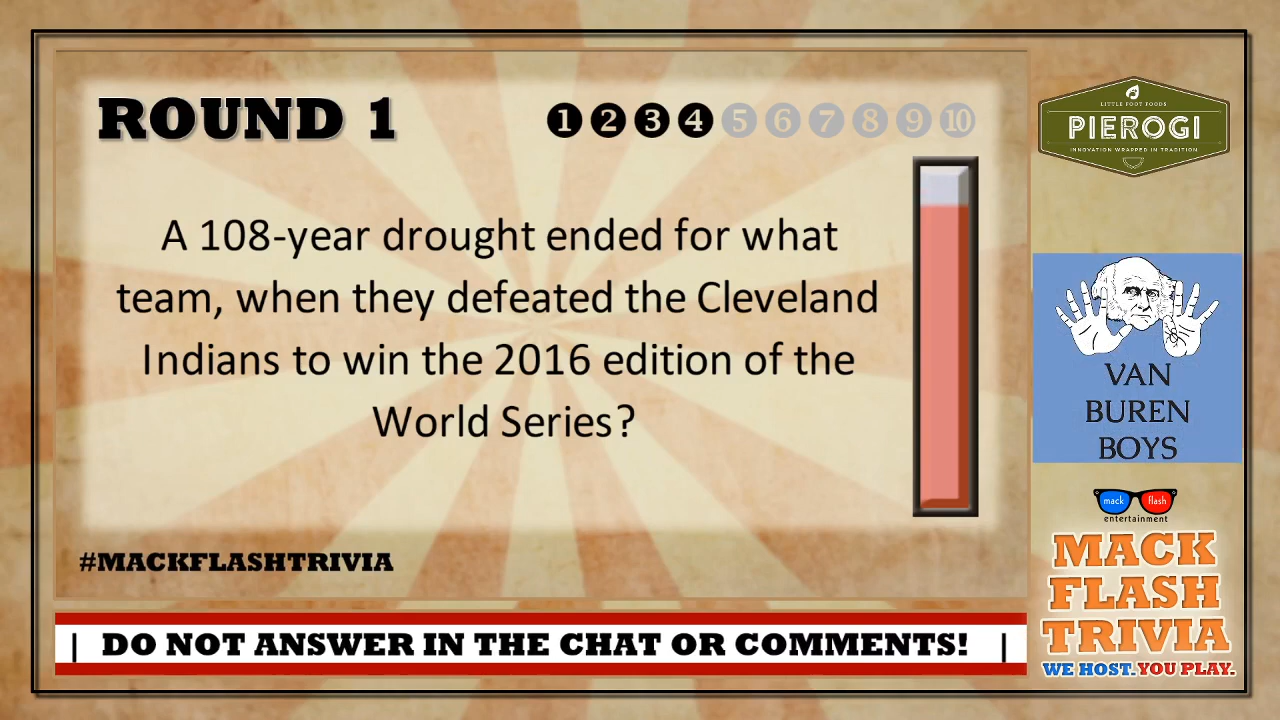 ROUND 1
1 2 3 4 5 6 7 8 9 10
A 108-year drought ended for what
team, when they defeated the Cleveland
Indians to win the 2016 edition of the
World Series?
#MACKFLASHTRIVIA
| DO NOT ANSWER IN THE CHAT OR COMMENTS! |
LITTLE FOOT FOODS
PIEROGI
INNOVATION WRAPPED IN TRADITION
VAN
BUREN
BOYS
mack flash
entertainment
MACK
FLASH
TRIVIA
WE HOST. YOU PLAY.